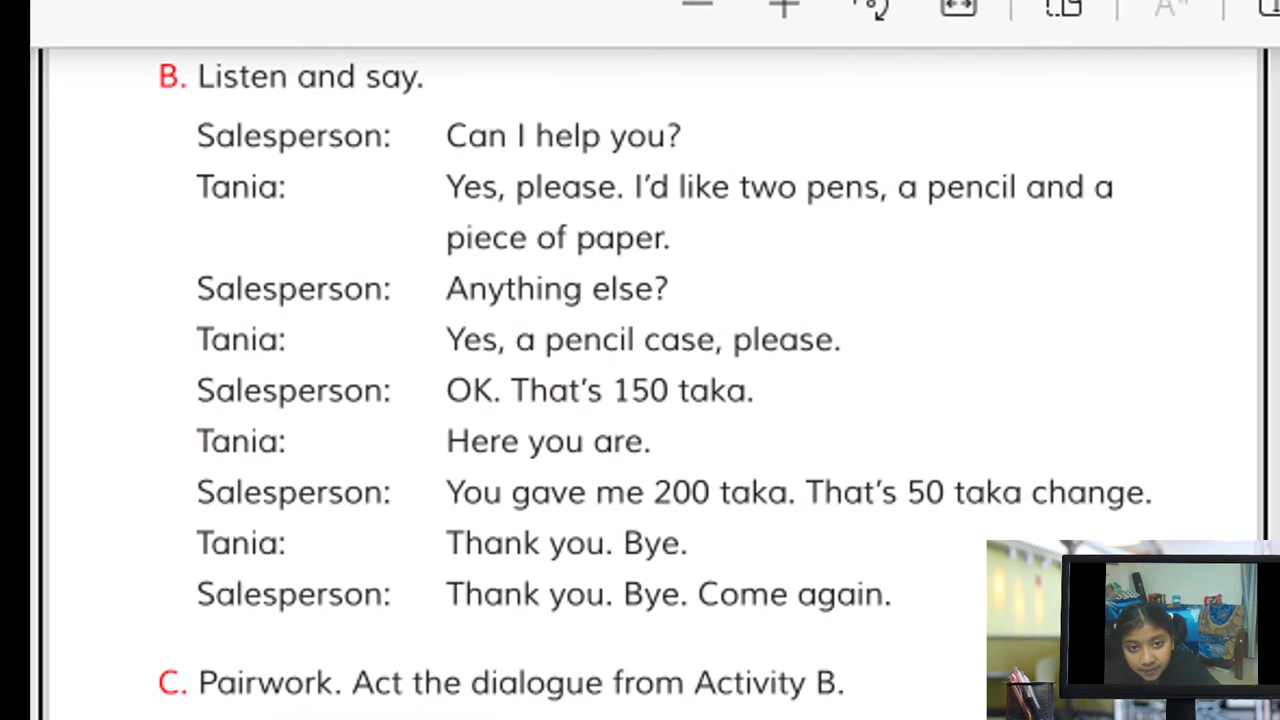 B. Listen and say.
Salesperson: Can I help you?
Tania: Yes, please. I'd like two pens, a pencil and a
piece of paper.
Salesperson: Anything else?
Tania: Yes, a pencil case, please.
Salesperson: OK. That's 150 taka.
Tania: Here you are.
Salesperson: You gave me 200 taka. That's 50 taka change.
Tania: Thank you. Bye.
Salesperson: Thank you. Bye. Come again.
C. Pairwork. Act the dialogue from Activity B.